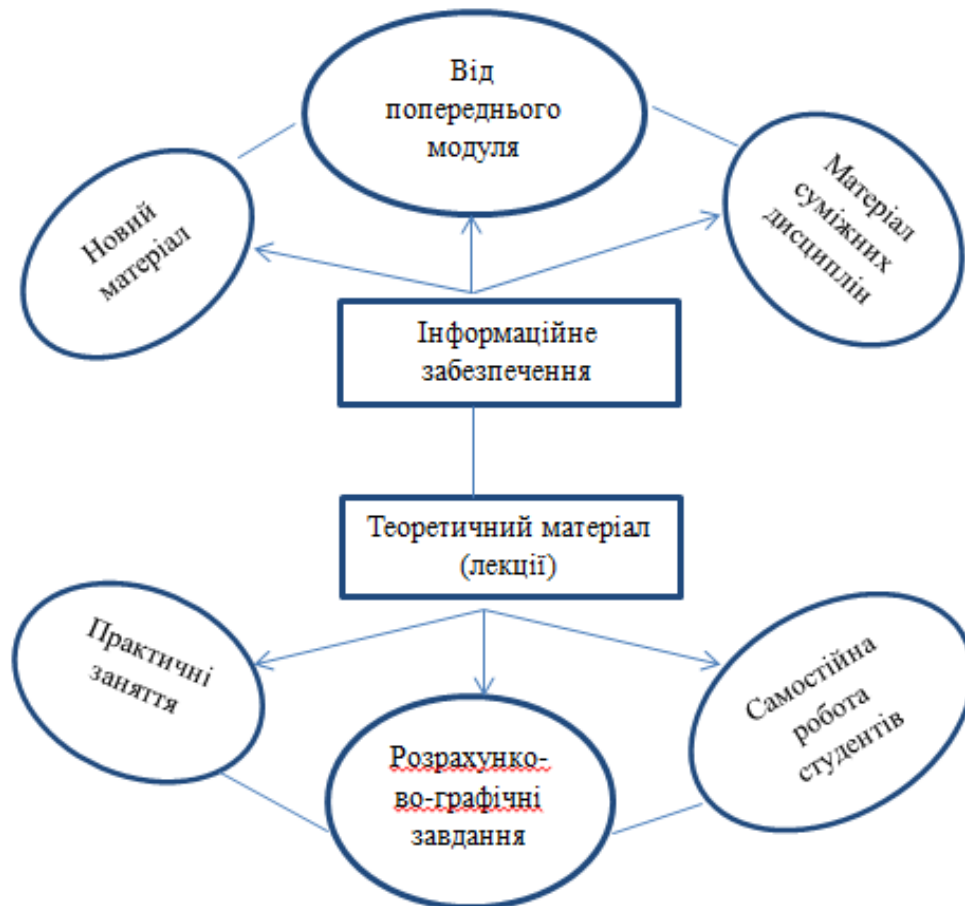 Від
попереднього
модуля
Новий
матеріал
Матеріал
суміжних
дисциплін
Інформаційне
забезпечення
Теоретичний матеріал
(лекції)
Практичні
заняття
Розрахунко-
во-графічні
завдання
Самостійна
робота
студентів